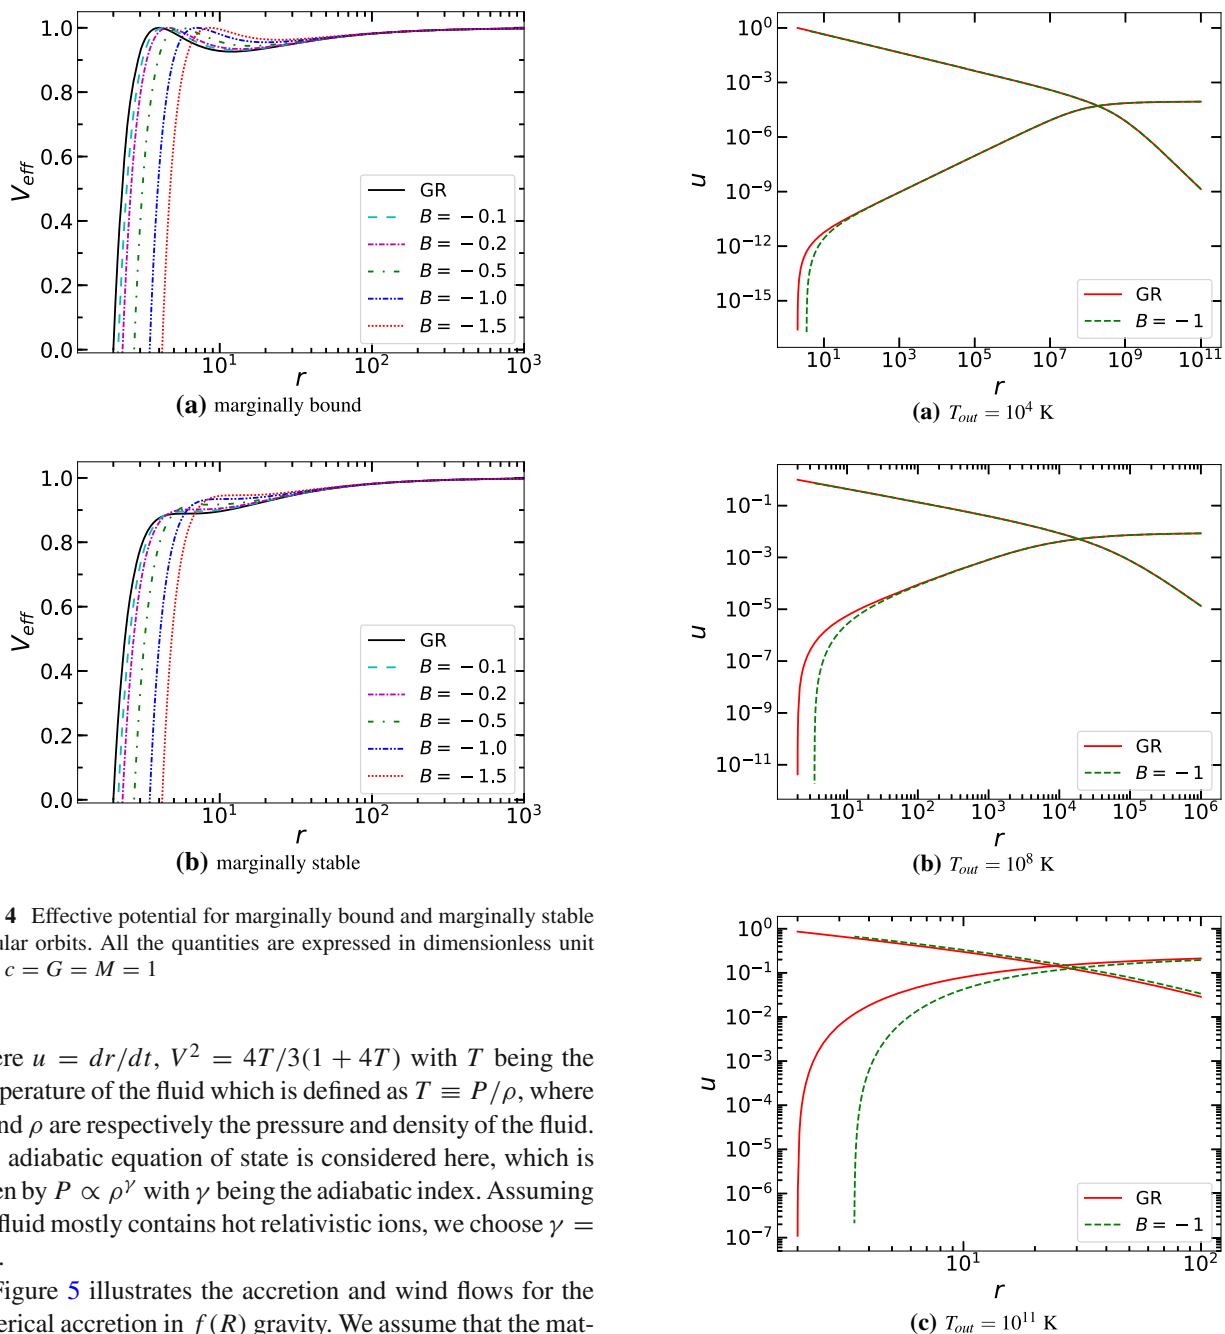 1.0
0.8
0.6
0.4
0.2
0.0
V_eff
GR
B = −0.1
B = −0.2
B = −0.5
B = −1.0
B = −1.5
10^1
10^2
10^3
r
(a) marginally bound
1.0
0.8
0.6
0.4
0.2
0.0
V_eff
GR
B = −0.1
B = −0.2
B = −0.5
B = −1.0
B = −1.5
10^1
10^2
10^3
r
(b) marginally stable
4 Effective potential for marginally bound and marginally stable
ular orbits. All the quantities are expressed in dimensionless unit
c = G = M = 1
ere u = dr/dt, V^2 = 4T/3(1 + 4T) with T being the
perature of the fluid which is defined as T ≡ P/ρ, where
nd ρ are respectively the pressure and density of the fluid.
adiabatic equation of state is considered here, which is
en by P ∝ ρ^γ with γ being the adiabatic index. Assuming
fluid mostly contains hot relativistic ions, we choose γ =
.
Figure 5 illustrates the accretion and wind flows for the
erical accretion in f(R) gravity. We assume that the mat-
10^0
10^−3
10^−6
10^−9
10^−12
10^−15
u
GR
B = −1
10^1
10^3
10^5
10^7
10^9
10^11
r
(a) T_out = 10^4 K
10^−1
10^−3
10^−5
10^−7
10^−9
10^−11
u
GR
B = −1
10^1
10^2
10^3
10^4
10^5
10^6
r
(b) T_out = 10^8 K
10^0
10^−1
10^−2
10^−3
10^−4
10^−5
10^−6
10^−7
u
GR
B = −1
10^1
10^2
r
(c) T_out = 10^11 K